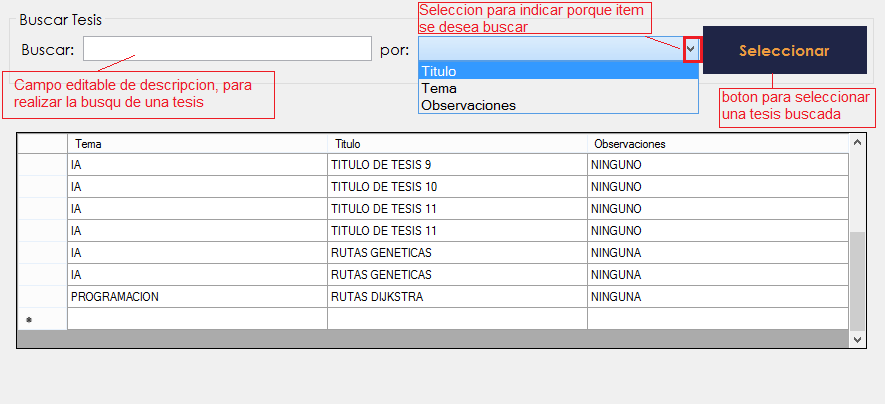 Seleccion para indicar porque item
se desea buscar
Buscar Tesis
Buscar:
por:
Seleccionar
Titulo
Tema
Observaciones
Campo editable de descripcion, para
realizar la busqu de una tesis
boton para seleccionar
una tesis buscada
Tema Titulo Observaciones
IA TITULO DE TESIS 9 NINGUNO
IA TITULO DE TESIS 10 NINGUNO
IA TITULO DE TESIS 11 NINGUNO
IA TITULO DE TESIS 11 NINGUNO
IA RUTAS GENETICAS NINGUNA
IA RUTAS GENETICAS NINGUNA
PROGRAMACION RUTAS DIJKSTRA NINGUNA
*